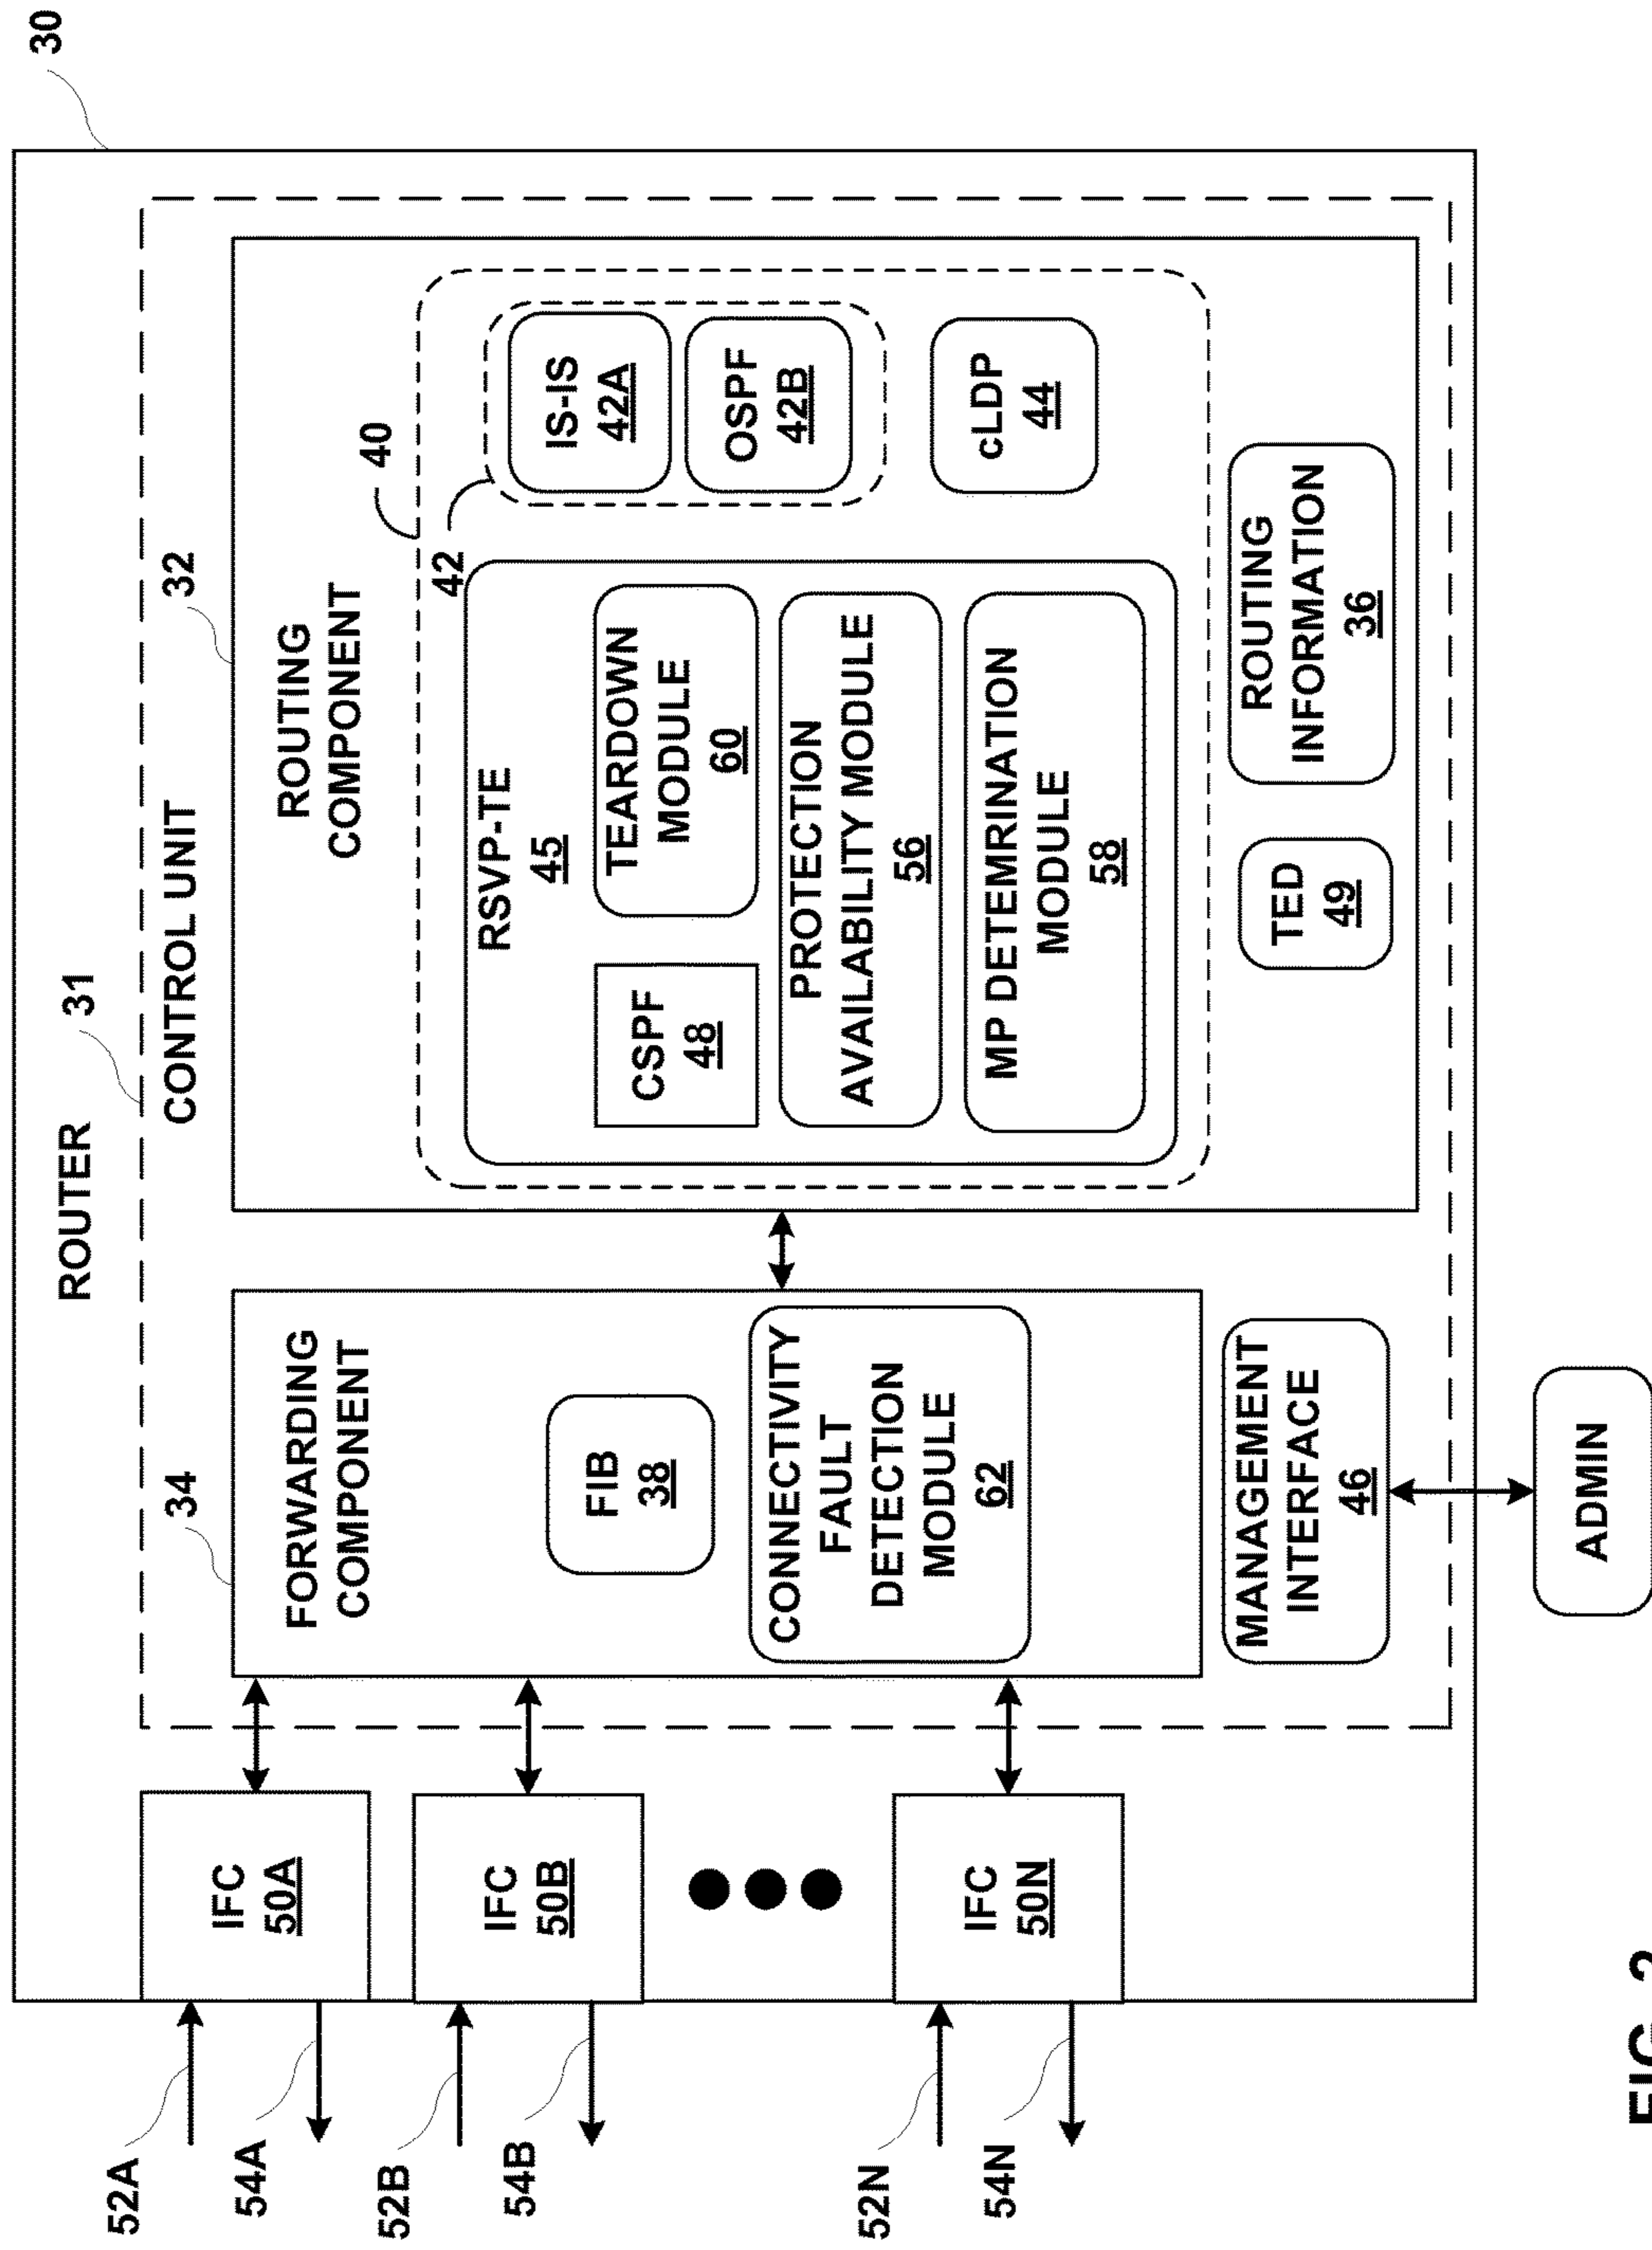 30
ROUTER
31
CONTROL UNIT
32
ROUTING
COMPONENT
40
42
IS-IS
42A
OSPF
42B
cLDP
44
RSVP-TE
45
TEARDOWN
MODULE
60
CSPF
48
PROTECTION
AVAILABILITY MODULE
56
MP DETEMRINATION
MODULE
58
TED
49
ROUTING
INFORMATION
36
34
FORWARDING
COMPONENT
FIB
38
CONNECTIVITY
FAULT
DETECTION
MODULE
62
MANAGEMENT
INTERFACE
46
ADMIN
IFC
50A
IFC
50B
IFC
50N
52A
54A
52B
54B
52N
54N
FIG. 2